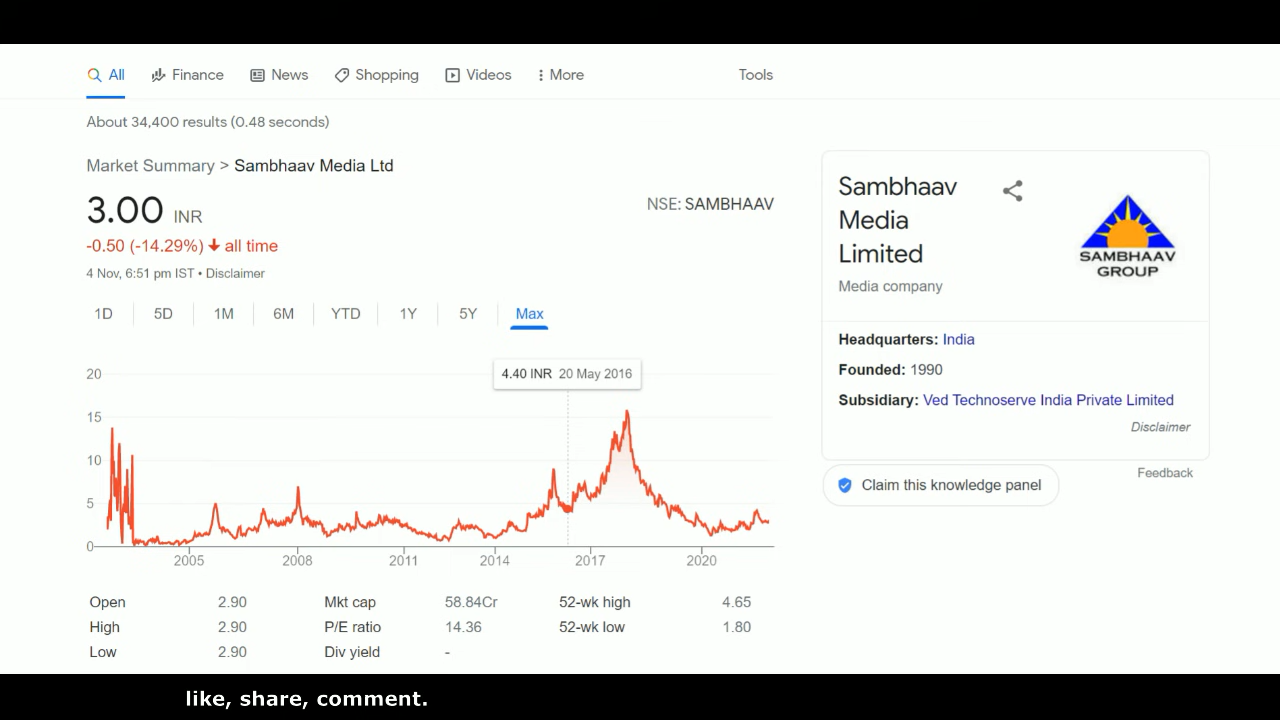 All Finance News Shopping Videos More Tools
About 34,400 results (0.48 seconds)
Market Summary > Sambhaav Media Ltd
3.00 INR
NSE: SAMBHAAV
-0.50 (-14.29%) all time
4 Nov, 6:51 pm IST • Disclaimer
1D 5D 1M 6M YTD 1Y 5Y Max
4.40 INR 20 May 2016
20
15
10
5
0
2005 2008 2011 2014 2017 2020
Open 2.90 Mkt cap 58.84Cr 52-wk high 4.65
High 2.90 P/E ratio 14.36 52-wk low 1.80
Low 2.90 Div yield -
Sambhaav
Media
Limited
Media company
SAMBHAAV
GROUP
Headquarters: India
Founded: 1990
Subsidiary: Ved Technoserve India Private Limited
Disclaimer
Claim this knowledge panel
Feedback
like, share, comment.